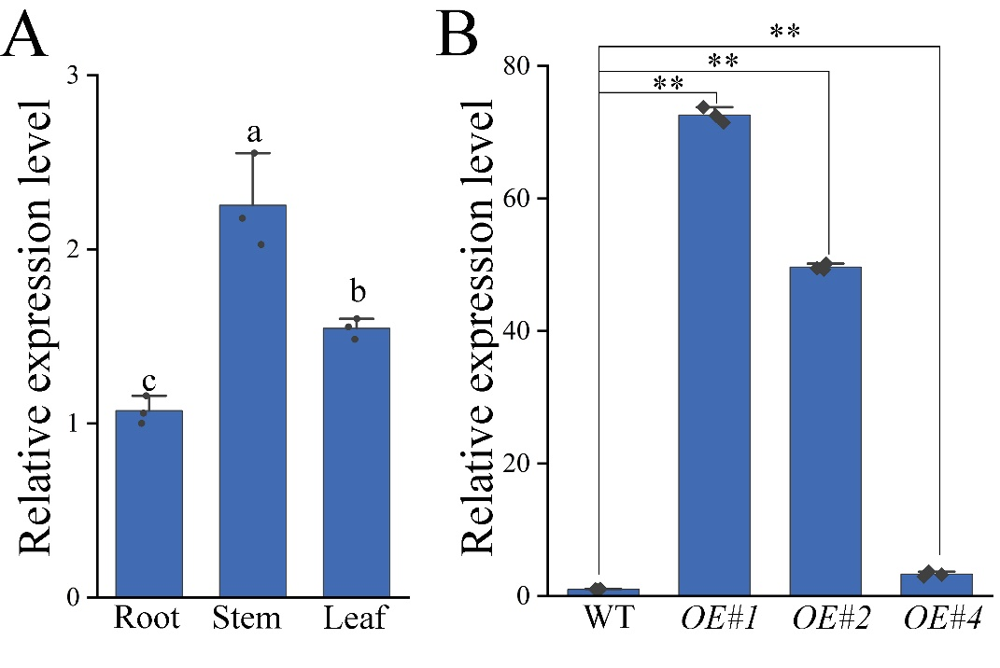 A
Relative expression level
3
2
1
0
c
a
b
Root Stem Leaf
B
Relative expression level
80
60
40
20
0
**
**
**
WT OE#1 OE#2 OE#4